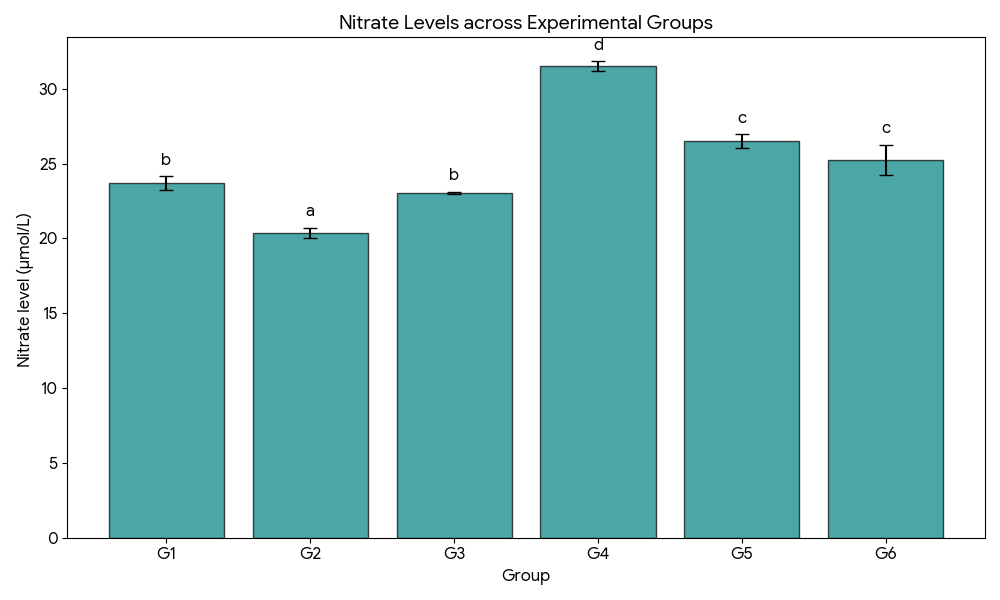 Nitrate Levels across Experimental Groups
d
c
c
b
b
a
30
25
20
15
10
5
0
Nitrate level (µmol/L)
G1 G2 G3 G4 G5 G6
Group